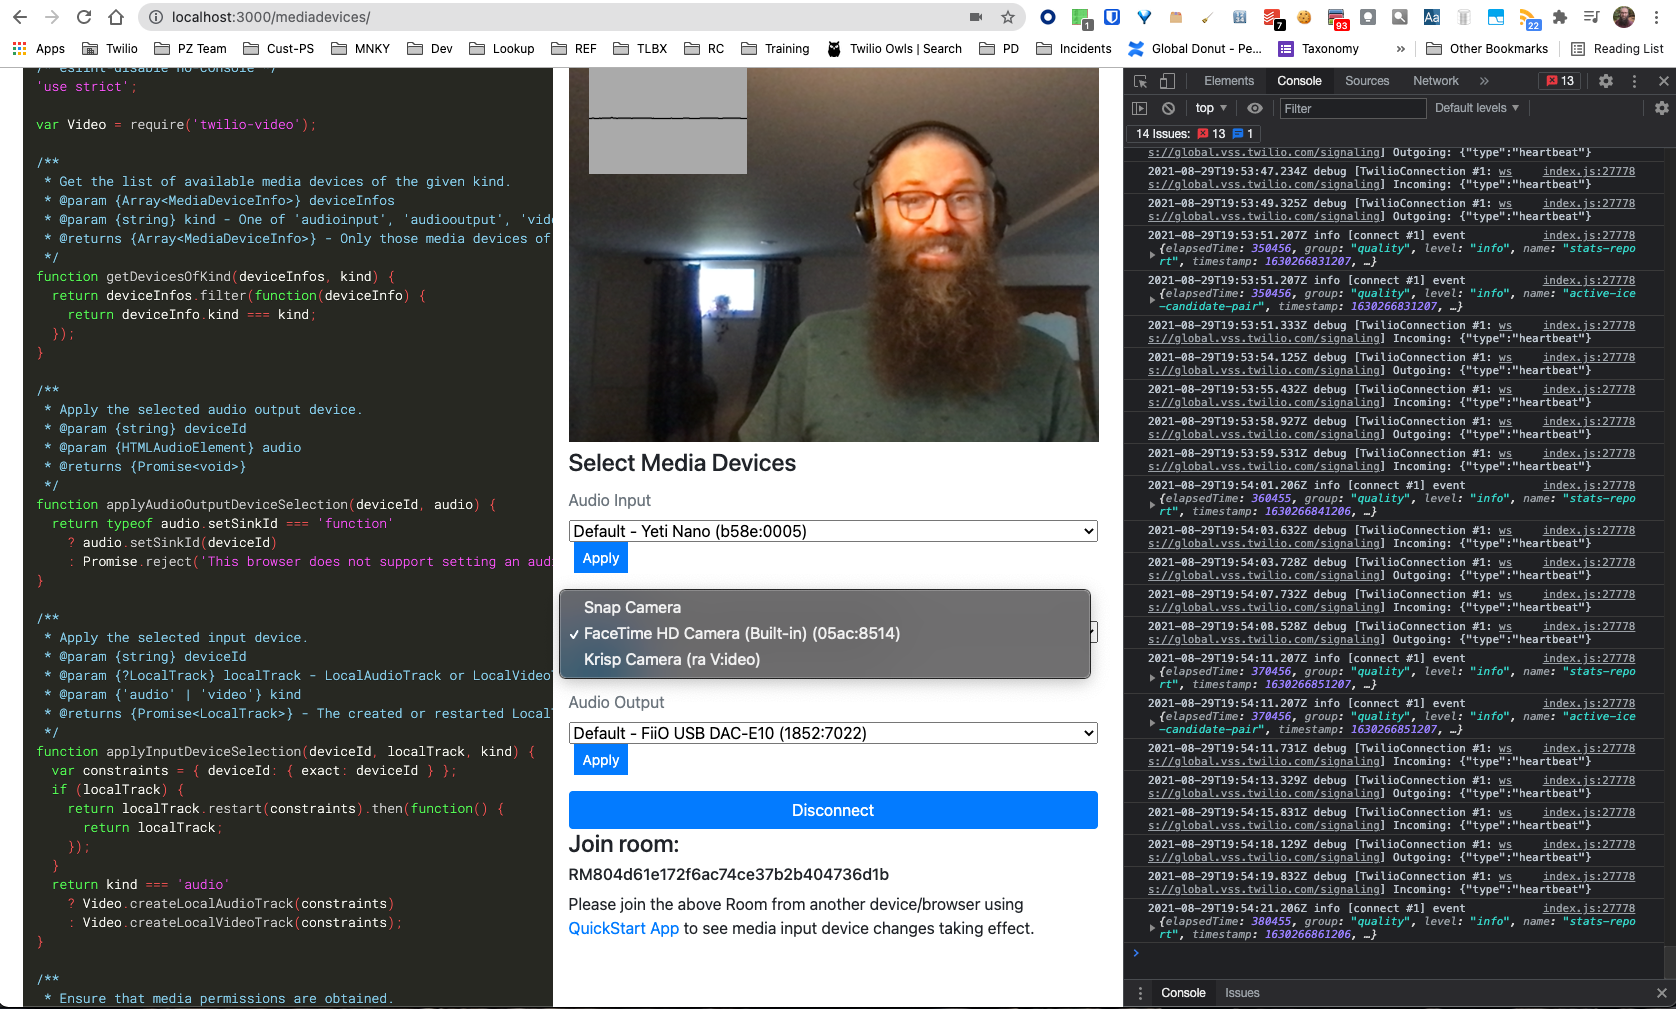 localhost:3000/mediadevices/
1
7
93
Aa
22
Apps Twilio PZ Team Cust-PS MNKY Dev Lookup REF TLBX RC Training Twilio Owls | Search PD Incidents Global Donut - Pe... Taxonomy » Other Bookmarks Reading List
/* eslint-disable no-console */
'use strict';
var Video = require('twilio-video');
/**
* Get the list of available media devices of the given kind.
* @param {Array<MediaDeviceInfo>} deviceInfos
* @param {string} kind - One of 'audioinput', 'audiooutput', 'vid
* @returns {Array<MediaDeviceInfo>} - Only those media devices of
*/
function getDevicesOfKind(deviceInfos, kind) {
return deviceInfos.filter(function(deviceInfo) {
return deviceInfo.kind === kind;
});
}
/**
* Apply the selected audio output device.
* @param {string} deviceId
* @param {HTMLAudioElement} audio
* @returns {Promise<void>}
*/
function applyAudioOutputDeviceSelection(deviceId, audio) {
return typeof audio.setSinkId === 'function'
? audio.setSinkId(deviceId)
: Promise.reject('This browser does not support setting an aud
}
/**
* Apply the selected input device.
* @param {string} deviceId
* @param {?LocalTrack} localTrack - LocalAudioTrack or LocalVideoT
* @param {'audio' | 'video'} kind
* @returns {Promise<LocalTrack>} - The created or restarted LocalT
*/
function applyInputDeviceSelection(deviceId, localTrack, kind) {
var constraints = { deviceId: { exact: deviceId } };
if (localTrack) {
return localTrack.restart(constraints).then(function() {
return localTrack;
});
}
return kind === 'audio'
? Video.createLocalAudioTrack(constraints)
: Video.createLocalVideoTrack(constraints);
}
/**
* Ensure that media permissions are obtained.
Select Media Devices
Audio Input
Default - Yeti Nano (b58e:0005)
Apply
Snap Camera
✓ FaceTime HD Camera (Built-in) (05ac:8514)
Krisp Camera (ra V:ideo)
Audio Output
Default - FiiO USB DAC-E10 (1852:7022)
Apply
Disconnect
Join room:
RM804d61e172f6ac74ce37b2b404736d1b
Please join the above Room from another device/browser using
QuickStart App to see media input device changes taking effect.
Elements Console Sources Network » 13
top Filter Default levels
14 Issues: 13 1
s://global.vss.twilio.com/signaling] Outgoing: {"type":"heartbeat"}
2021-08-29T19:53:47.234Z debug [TwilioConnection #1: ws index.js:27778
s://global.vss.twilio.com/signaling] Incoming: {"type":"heartbeat"}
2021-08-29T19:53:49.325Z debug [TwilioConnection #1: ws index.js:27778
s://global.vss.twilio.com/signaling] Outgoing: {"type":"heartbeat"}
2021-08-29T19:53:51.207Z info [connect #1] event index.js:27778
{elapsedTime: 350456, group: "quality", level: "info", name: "stats-repo
rt", timestamp: 1630266831207, …}
2021-08-29T19:53:51.207Z info [connect #1] event index.js:27778
{elapsedTime: 350456, group: "quality", level: "info", name: "active-ice
-candidate-pair", timestamp: 1630266831207, …}
2021-08-29T19:53:51.333Z debug [TwilioConnection #1: ws index.js:27778
s://global.vss.twilio.com/signaling] Incoming: {"type":"heartbeat"}
2021-08-29T19:53:54.125Z debug [TwilioConnection #1: ws index.js:27778
s://global.vss.twilio.com/signaling] Outgoing: {"type":"heartbeat"}
2021-08-29T19:53:55.432Z debug [TwilioConnection #1: ws index.js:27778
s://global.vss.twilio.com/signaling] Incoming: {"type":"heartbeat"}
2021-08-29T19:53:58.927Z debug [TwilioConnection #1: ws index.js:27778
s://global.vss.twilio.com/signaling] Outgoing: {"type":"heartbeat"}
2021-08-29T19:53:59.531Z debug [TwilioConnection #1: ws index.js:27778
s://global.vss.twilio.com/signaling] Incoming: {"type":"heartbeat"}
2021-08-29T19:54:01.206Z info [connect #1] event index.js:27778
{elapsedTime: 360455, group: "quality", level: "info", name: "stats-repo
rt", timestamp: 1630266841206, …}
2021-08-29T19:54:03.632Z debug [TwilioConnection #1: ws index.js:27778
s://global.vss.twilio.com/signaling] Incoming: {"type":"heartbeat"}
2021-08-29T19:54:03.728Z debug [TwilioConnection #1: ws index.js:27778
s://global.vss.twilio.com/signaling] Outgoing: {"type":"heartbeat"}
2021-08-29T19:54:07.732Z debug [TwilioConnection #1: ws index.js:27778
s://global.vss.twilio.com/signaling] Incoming: {"type":"heartbeat"}
2021-08-29T19:54:08.528Z debug [TwilioConnection #1: ws index.js:27778
s://global.vss.twilio.com/signaling] Outgoing: {"type":"heartbeat"}
2021-08-29T19:54:11.207Z info [connect #1] event index.js:27778
{elapsedTime: 370456, group: "quality", level: "info", name: "stats-repo
rt", timestamp: 1630266851207, …}
2021-08-29T19:54:11.207Z info [connect #1] event index.js:27778
{elapsedTime: 370456, group: "quality", level: "info", name: "active-ice
-candidate-pair", timestamp: 1630266851207, …}
2021-08-29T19:54:11.731Z debug [TwilioConnection #1: ws index.js:27778
s://global.vss.twilio.com/signaling] Incoming: {"type":"heartbeat"}
2021-08-29T19:54:13.329Z debug [TwilioConnection #1: ws index.js:27778
s://global.vss.twilio.com/signaling] Outgoing: {"type":"heartbeat"}
2021-08-29T19:54:15.831Z debug [TwilioConnection #1: ws index.js:27778
s://global.vss.twilio.com/signaling] Incoming: {"type":"heartbeat"}
2021-08-29T19:54:18.129Z debug [TwilioConnection #1: ws index.js:27778
s://global.vss.twilio.com/signaling] Outgoing: {"type":"heartbeat"}
2021-08-29T19:54:19.832Z debug [TwilioConnection #1: ws index.js:27778
s://global.vss.twilio.com/signaling] Incoming: {"type":"heartbeat"}
2021-08-29T19:54:21.206Z info [connect #1] event index.js:27778
{elapsedTime: 380455, group: "quality", level: "info", name: "stats-repo
rt", timestamp: 1630266861206, …}
Console Issues